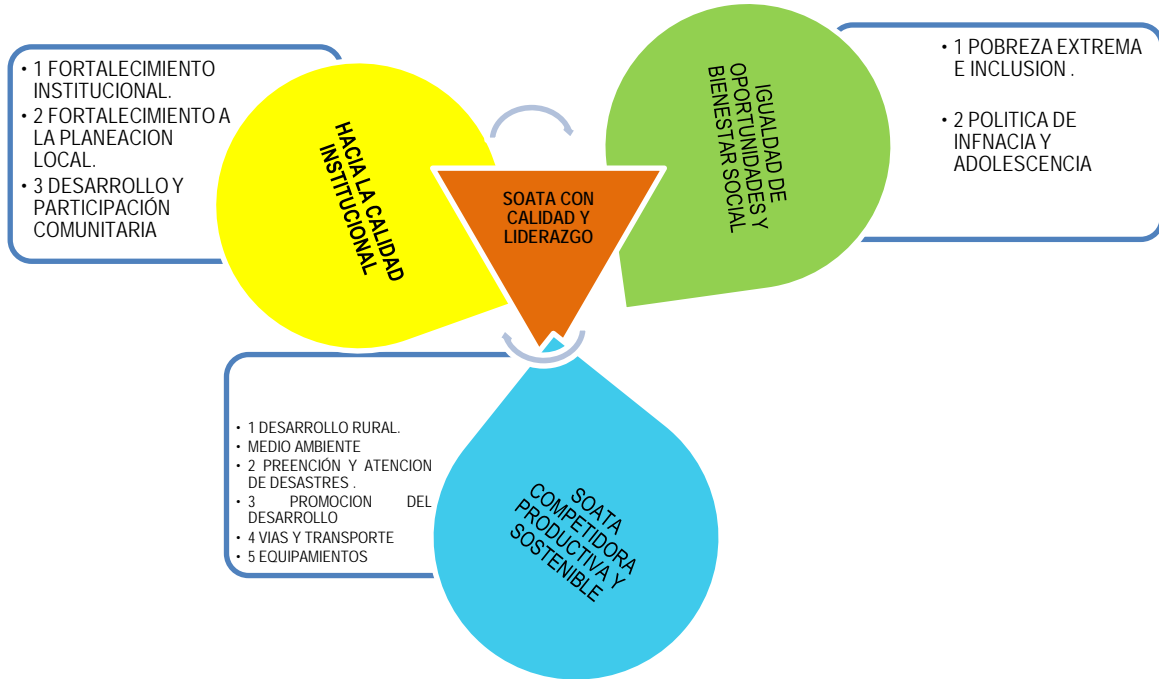 • 1 FORTALECIMIENTO
INSTITUCIONAL.
• 2 FORTALECIMIENTO A
LA PLANEACION
LOCAL.
• 3 DESARROLLO Y
PARTICIPACIÓN
COMUNITARIA
HACIA LA CALIDAD
INSTITUCIONAL
SOATA CON
CALIDAD Y
LIDERAZGO
IGUALDAD DE
OPORTUNIDADES Y
BIENESTAR SOCIAL
• 1 POBREZA EXTREMA
E INCLUSION .
• 2 POLITICA DE
INFNACIA Y
ADOLESCENCIA
• 1 DESARROLLO RURAL.
• MEDIO AMBIENTE
• 2 PREENCIÓN Y ATENCION
DE DESASTRES .
• 3 PROMOCION DEL
DESARROLLO
• 4 VIAS Y TRANSPORTE
• 5 EQUIPAMIENTOS
SOATA
COMPETIDORA
PRODUCTIVA Y
SOSTENIBLE